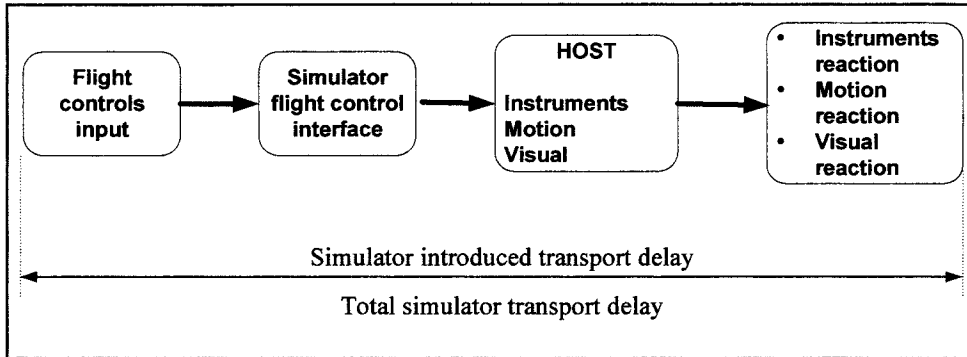 Flight
controls
input
Simulator
flight control
interface
HOST
Instruments
Motion
Visual
• Instruments
reaction
• Motion
reaction
• Visual
reaction
Simulator introduced transport delay
Total simulator transport delay